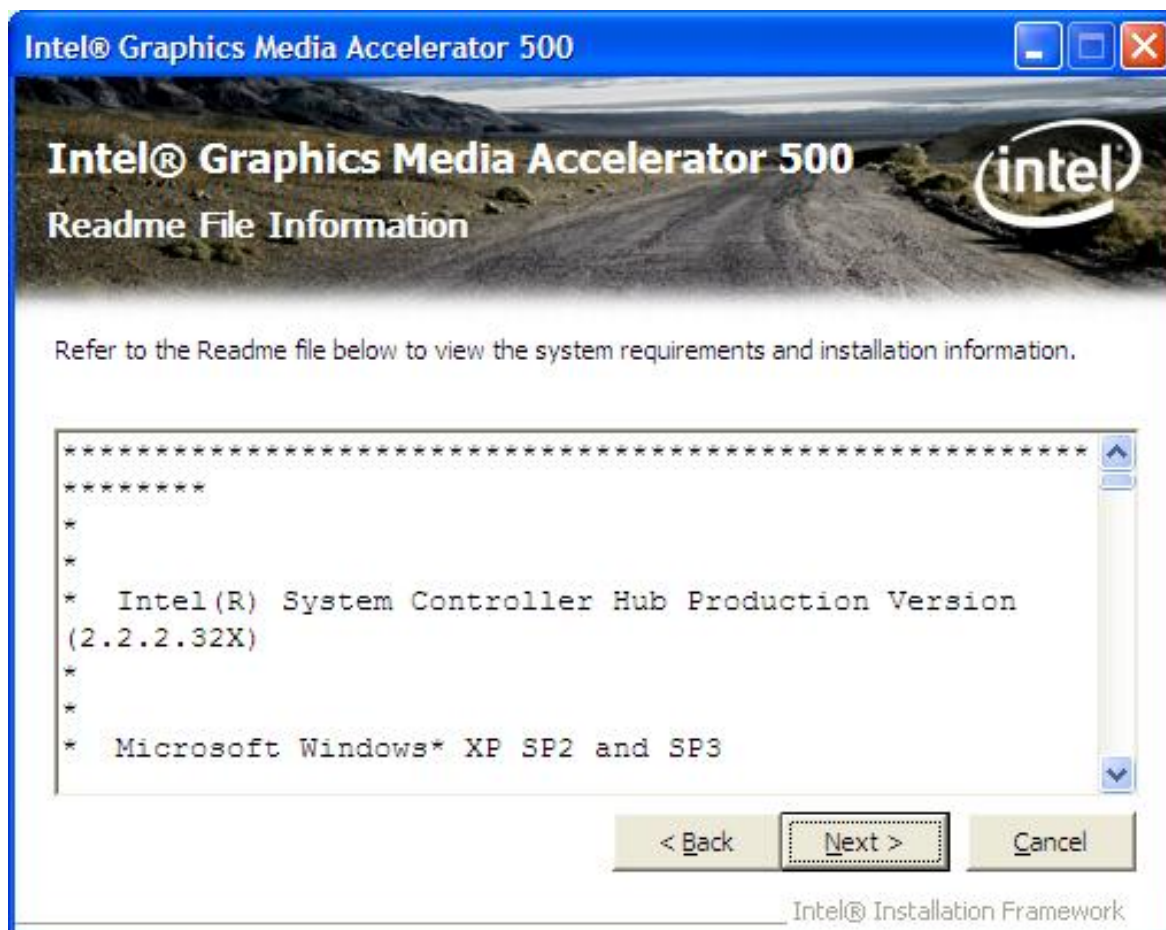 Intel® Graphics Media Accelerator 500
Intel® Graphics Media Accelerator 500
intel
Readme File Information
Refer to the Readme file below to view the system requirements and installation information.
*********************************************************
********
*
*
*  Intel(R) System Controller Hub Production Version
(2.2.2.32X)
*
*
*  Microsoft Windows* XP SP2 and SP3
< Back
Next >
Cancel
Intel® Installation Framework